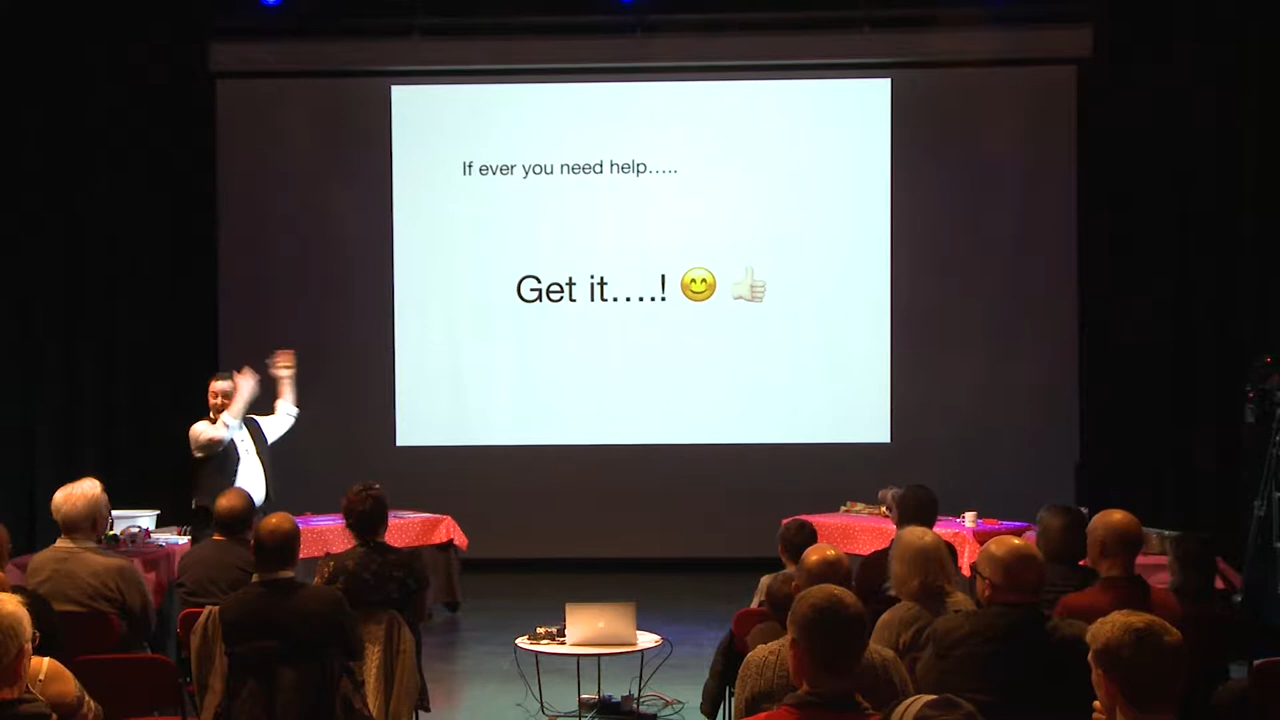 If ever you need help.....
Get it....! 😊 👍🏻